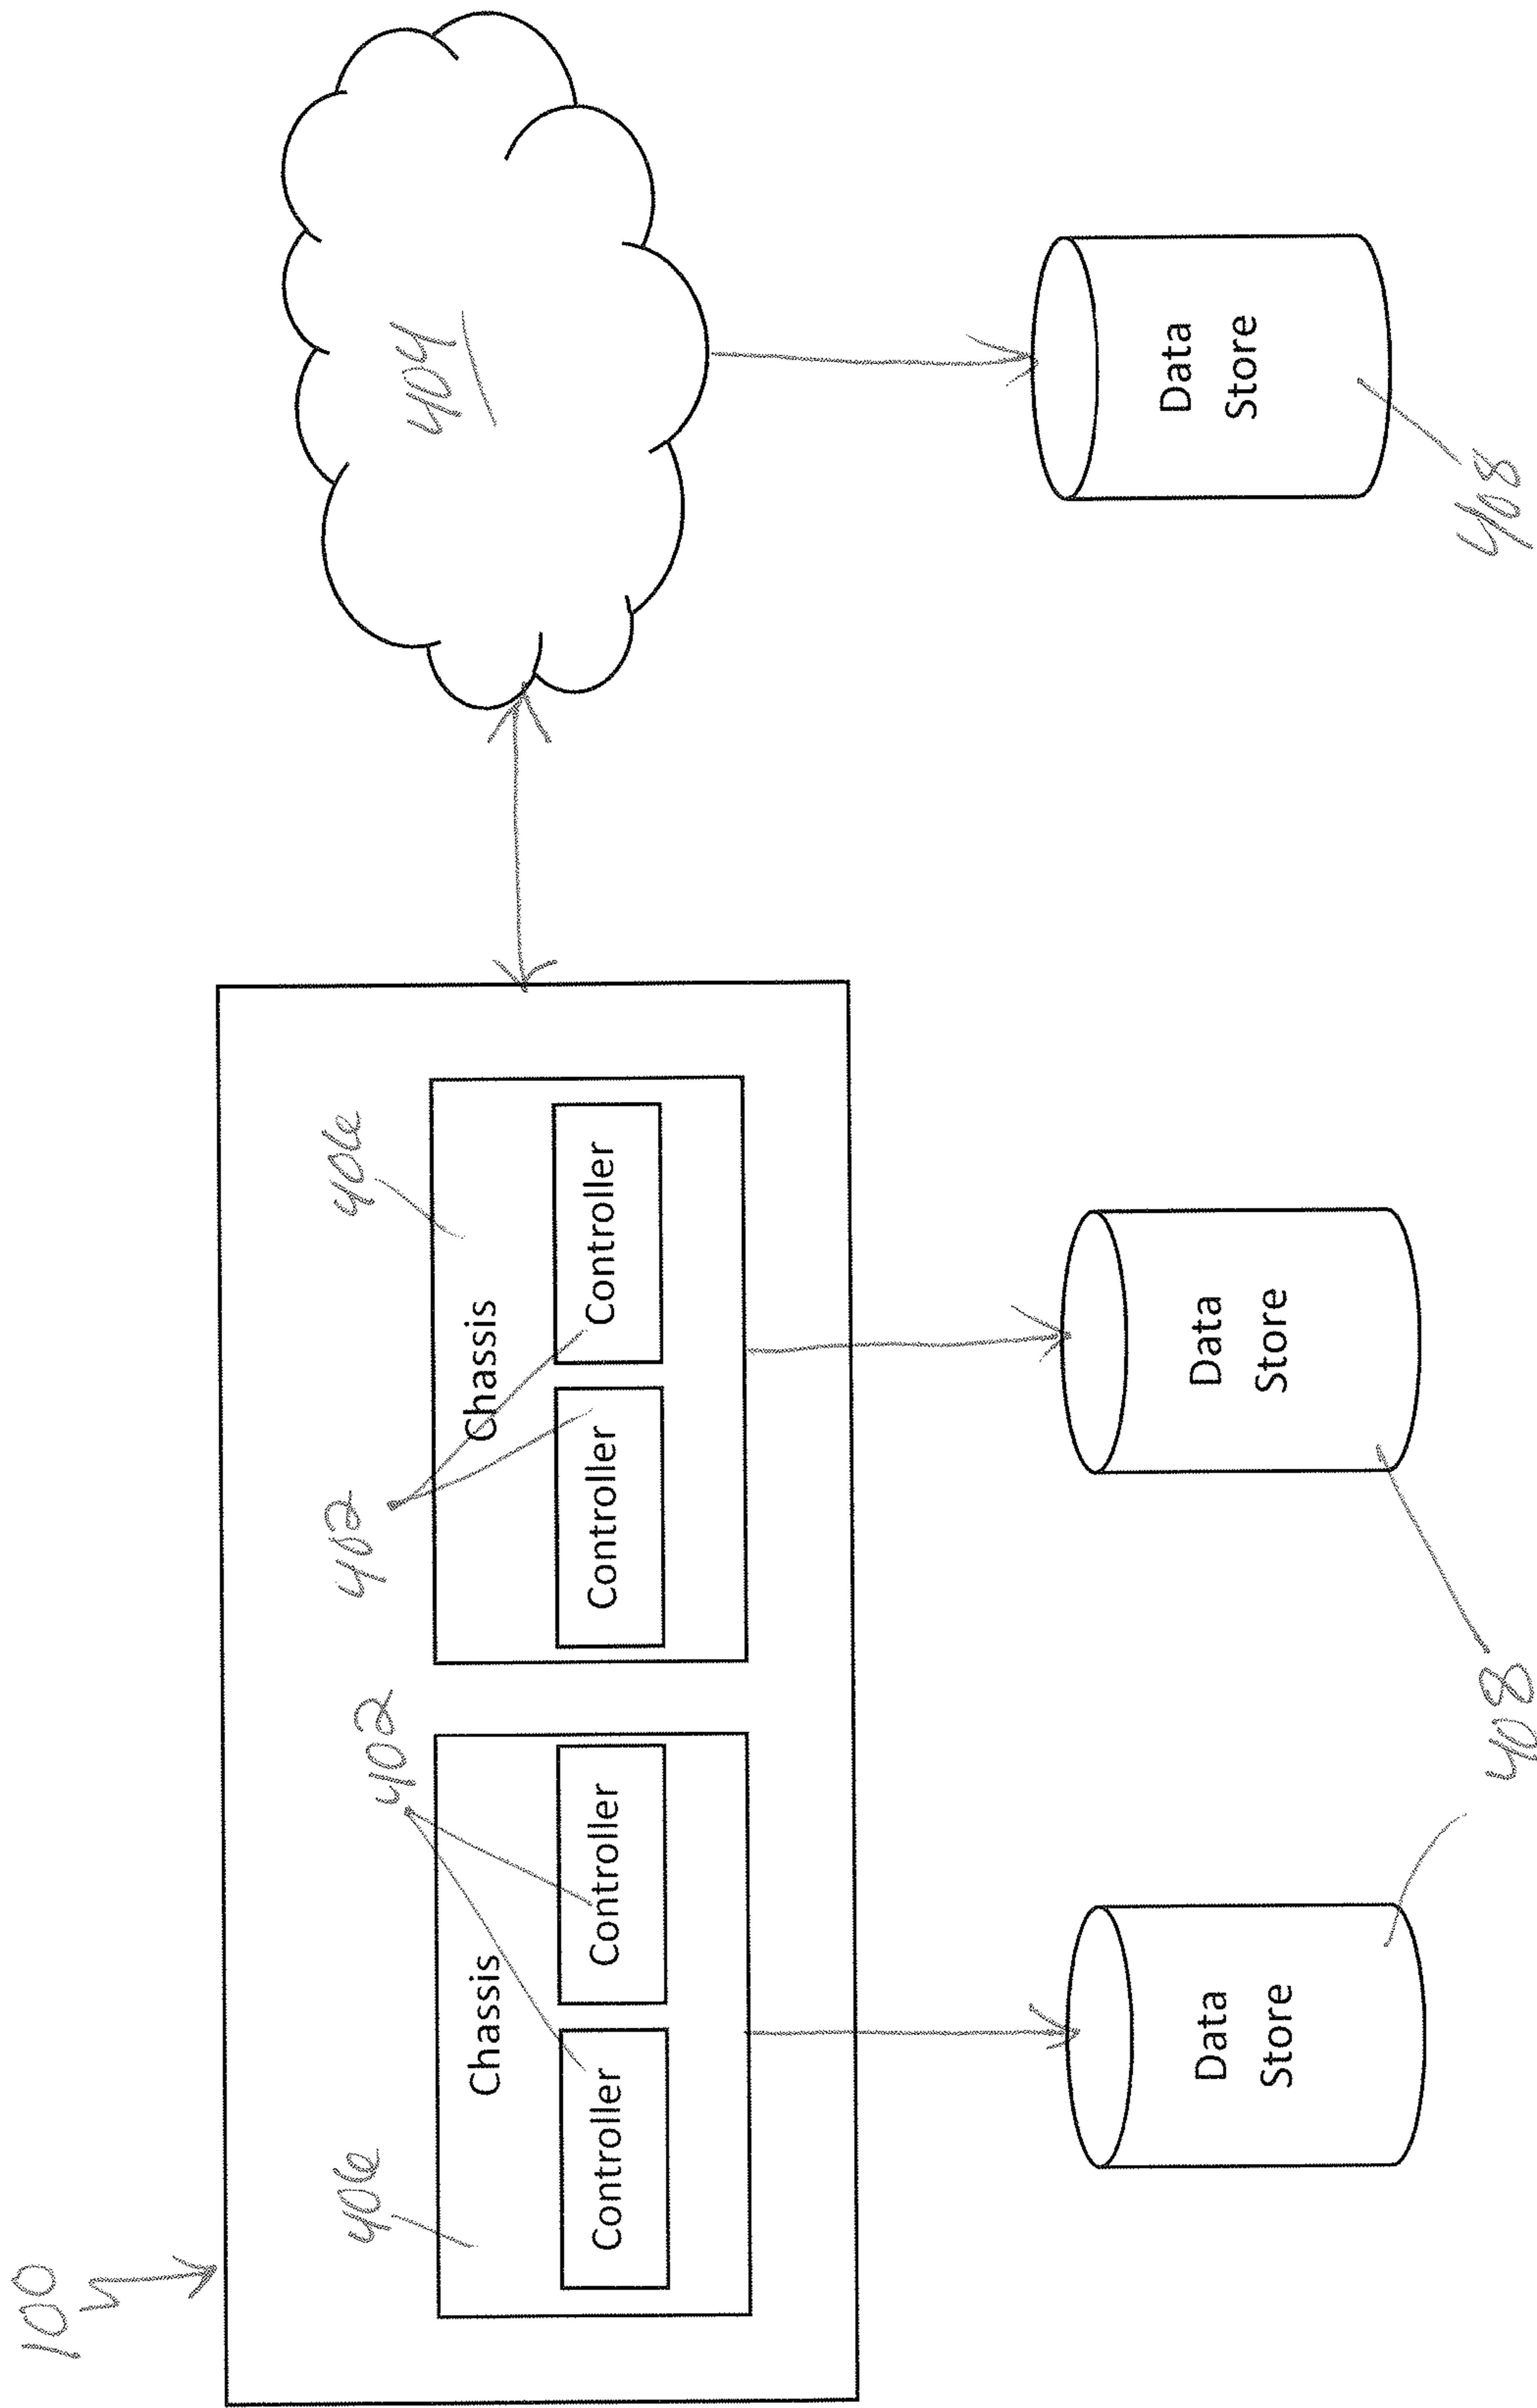 100
406
402
402
406
404
Chassis
Chassis
Controller
Controller
Controller
Controller
Data
Store
Data
Store
Data
Store
408
408